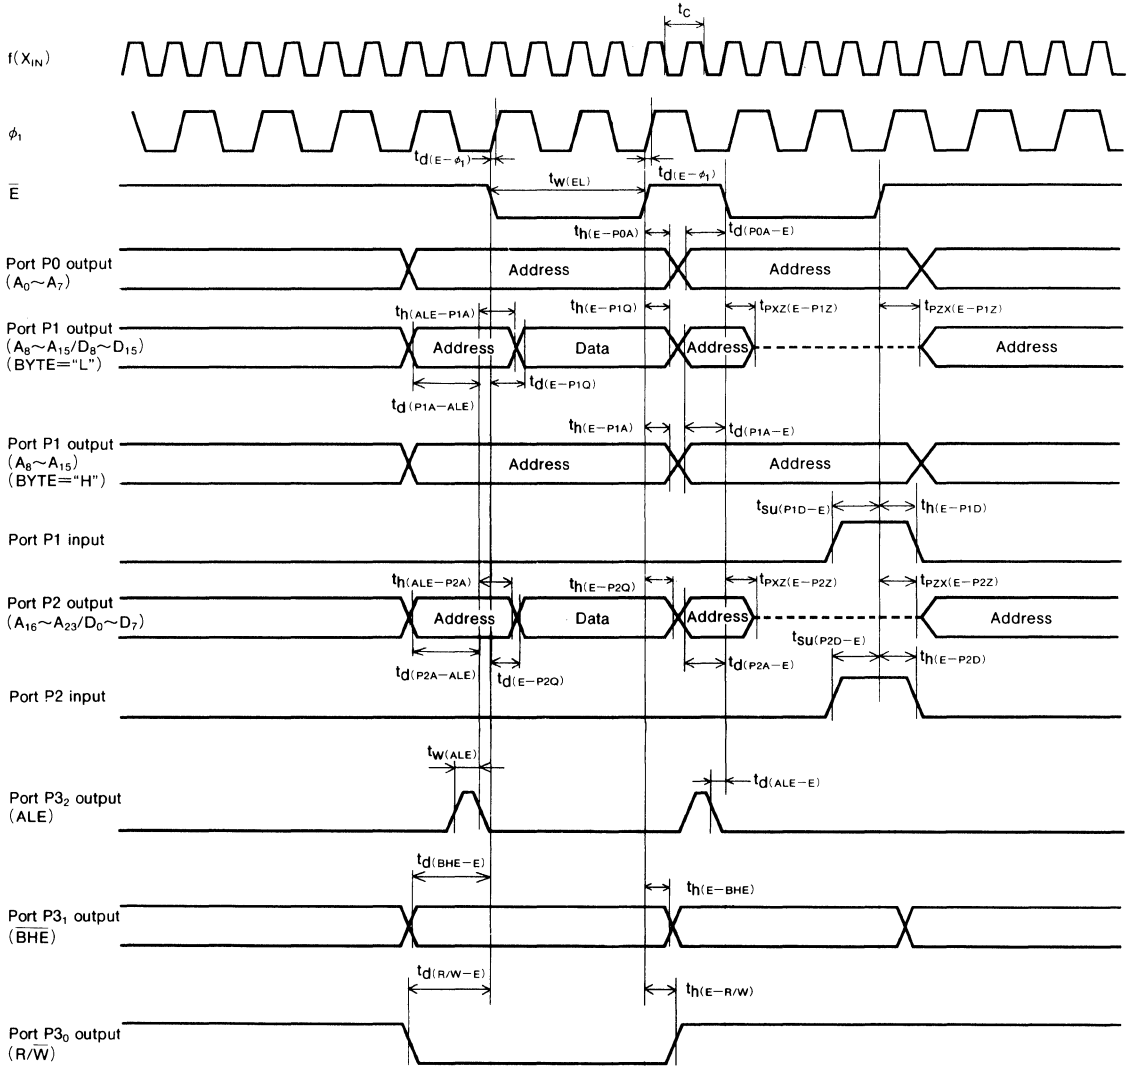 tC
f(XIN)
ϕ1
td(E−ϕ1)
tw(EL)
td(E−ϕ1)
E̅
th(E−P0A)
td(P0A−E)
Port P0 output
(A0～A7)
Address
Address
th(ALE−P1A)
th(E−P1Q)
tPXZ(E−P1Z)
tPZX(E−P1Z)
Port P1 output
(A8～A15/D8～D15)
(BYTE="L")
Address
Data
Address
Address
td(E−P1Q)
td(P1A−ALE)
th(E−P1A)
td(P1A−E)
Port P1 output
(A8～A15)
(BYTE="H")
Address
Address
tsu(P1D−E)
th(E−P1D)
Port P1 input
th(ALE−P2A)
th(E−P2Q)
tPXZ(E−P2Z)
tPZX(E−P2Z)
Port P2 output
(A16～A23/D0～D7)
Address
Data
Address
Address
tsu(P2D−E)
th(E−P2D)
td(P2A−ALE)
td(E−P2Q)
td(P2A−E)
Port P2 input
tw(ALE)
td(ALE−E)
Port P32 output
(ALE)
td(BHE−E)
th(E−BHE)
Port P31 output
(B̅H̅E̅)
td(R/W−E)
th(E−R/W)
Port P30 output
(R/W̅)